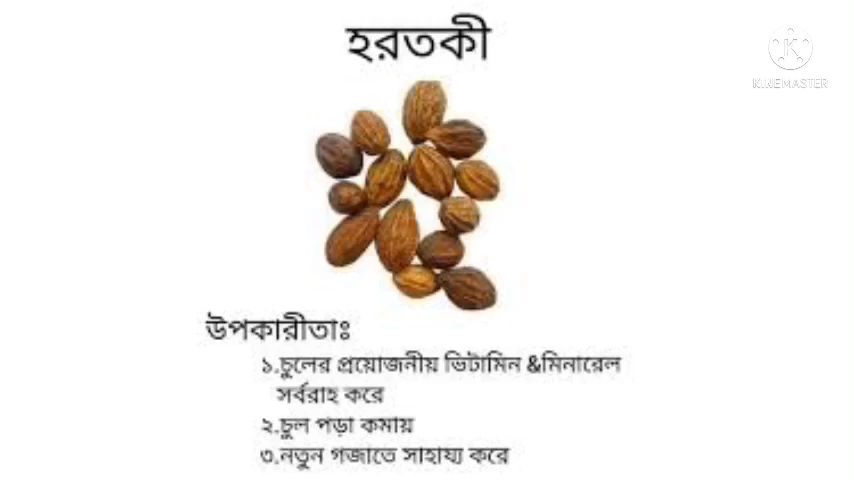 হরতকী
KINEMASTER
উপকারীতাঃ
১.চুলের প্রয়োজনীয় ভিটামিন &মিনারেল
সর্বরাহ করে
২.চুল পড়া কমায়
৩.নতুন গজাতে সাহায্য করে